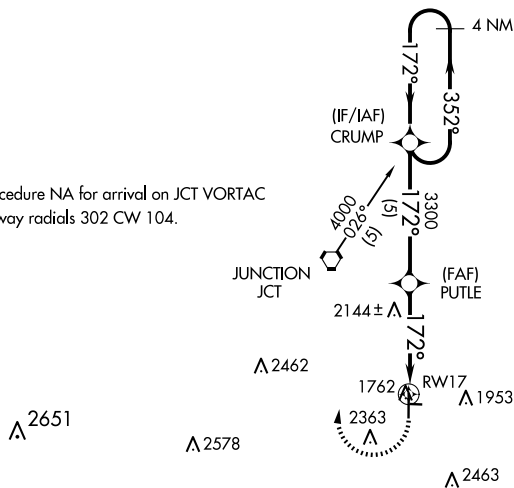 4 NM
172°
352°
(IF/IAF)
CRUMP
cedure NA for arrival on JCT VORTAC
way radials 302 CW 104.
4000
026°
(5)
3300
172°
(5)
JUNCTION
JCT
(FAF)
PUTLE
2144 ±
172°
2462
1762
RW17
1953
2651
2363
2578
2463